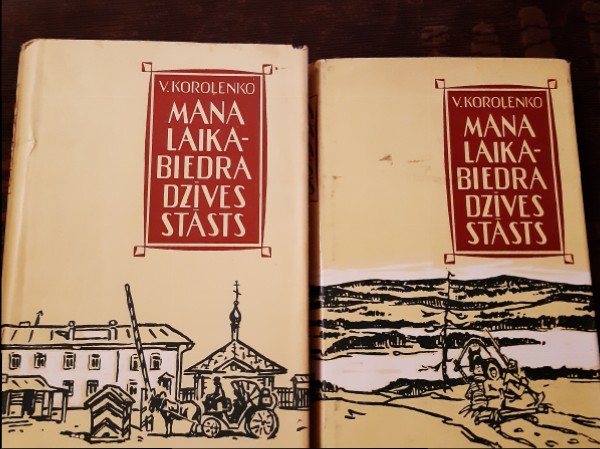 V.KOROĻENKO
MANA
LAIKA-
BIEDRA
DZĪVES
STĀSTS
V.KOROĻENKO
MANA
LAIKA-
BIEDRA
DZĪVES
STĀSTS